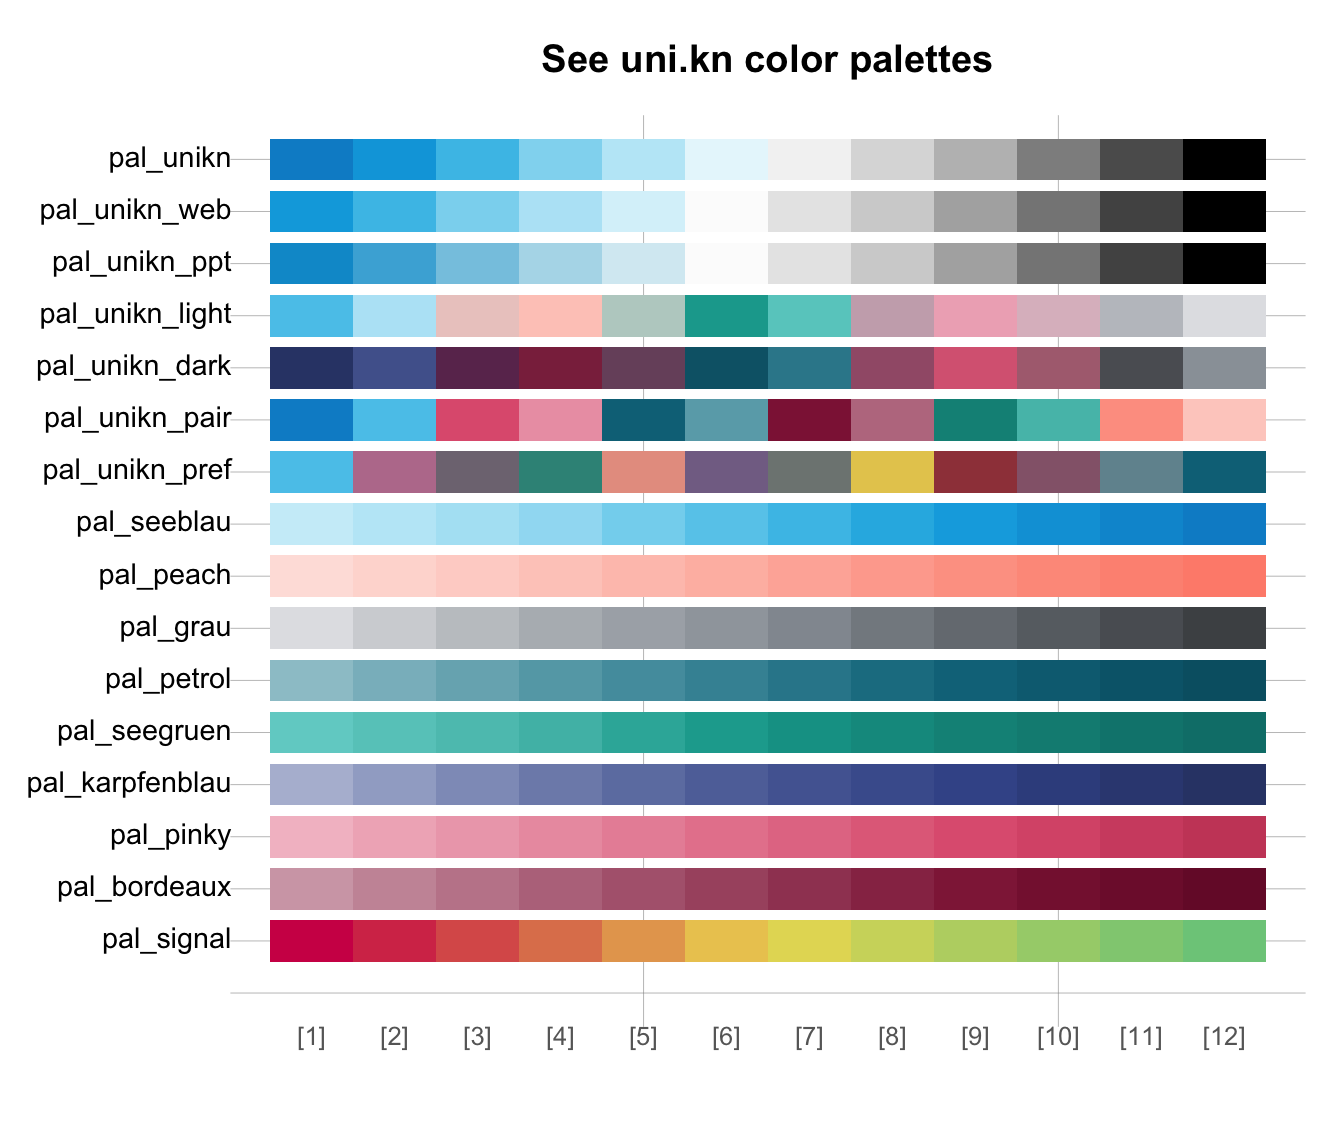 See uni.kn color palettes
pal_unikn
pal_unikn_web
pal_unikn_ppt
pal_unikn_light
pal_unikn_dark
pal_unikn_pair
pal_unikn_pref
pal_seeblau
pal_peach
pal_grau
pal_petrol
pal_seegruen
pal_karpfenblau
pal_pinky
pal_bordeaux
pal_signal
[1] [2] [3] [4] [5] [6] [7] [8] [9] [10] [11] [12]